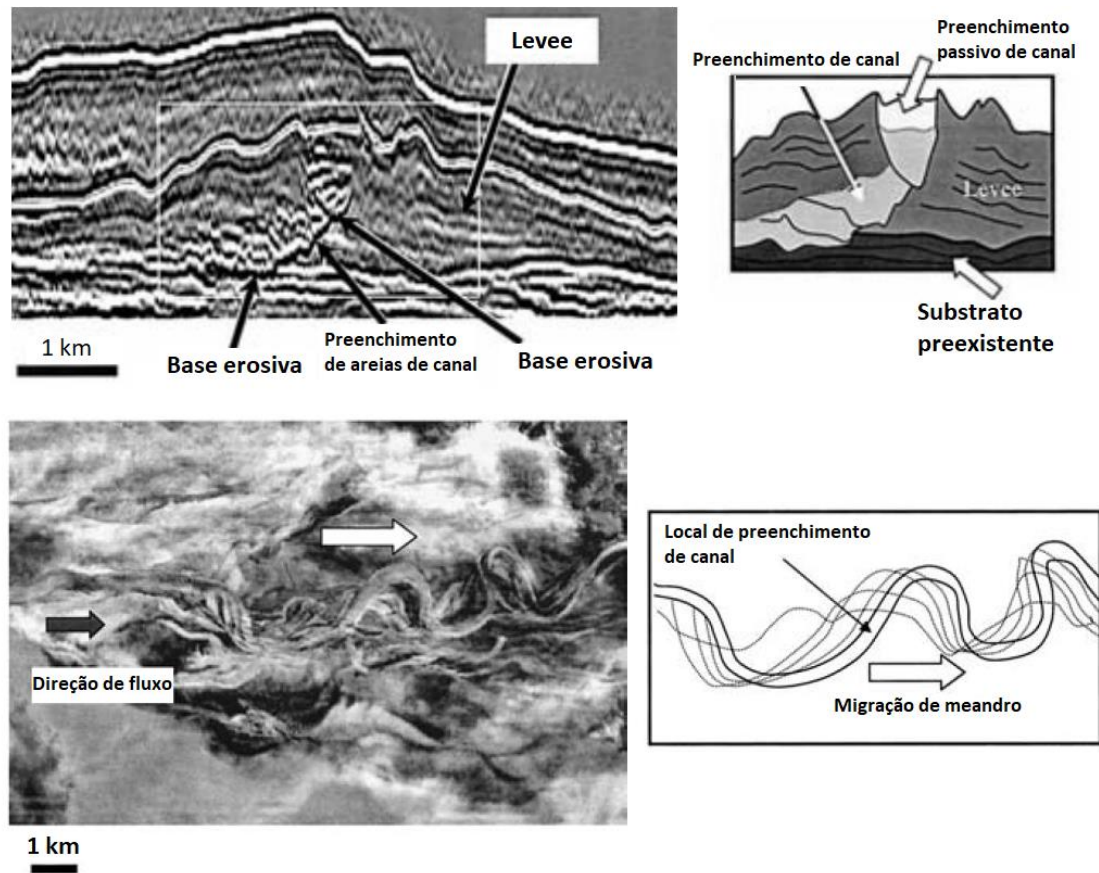 Levee
Preenchimento
passivo de canal
Preenchimento de canal
Levee
1 km
Base erosiva
Preenchimento
de areias de canal
Base erosiva
Substrato
preexistente
Direção de fluxo
Local de preenchimento
de canal
Migração de meandro
1 km